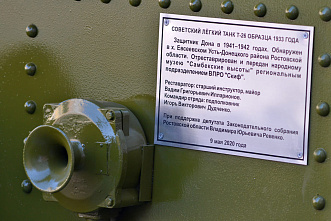 СОВЕТСКИЙ ЛЁГКИЙ ТАНК Т-26 ОБРАЗЦА 1933 ГОДА
Защитник Дона в 1941-1942 годах. Обнаружен
в х. Евсеевском Усть-Донецкого района Ростовской
области. Отреставрирован и передан народному
музею "Самбекские высоты" региональным
подразделением ВПРО "Скиф".
Реставратор: старший инструктор, майор
Вадим Григорьевич Илларионов.
Командир отряда: подполковник
Игорь Викторович Дудченко.
При поддержке депутата Законодательного собрания
Ростовской области Владимира Юрьевича Ревенко.
9 мая 2020 года